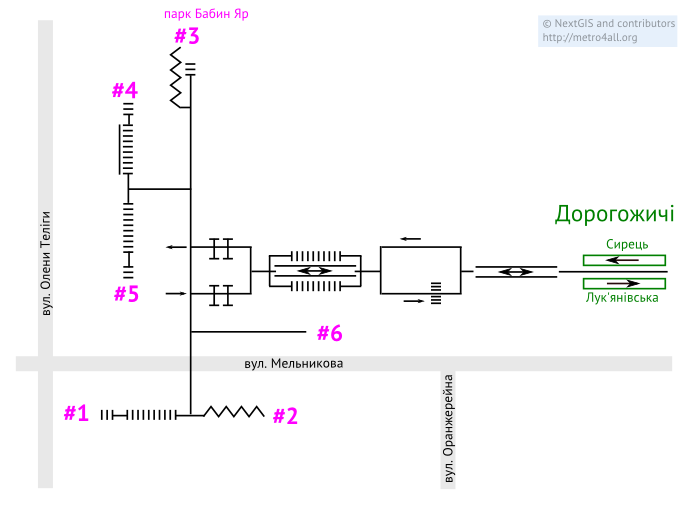 парк Бабин Яр
© NextGIS and contributors
http://metro4all.org
#3
#4
Дорогожичі
Сирець
вул. Олени Теліги
#5
Лук'янівська
#6
вул. Мельникова
#1
#2
вул. Оранжерейна